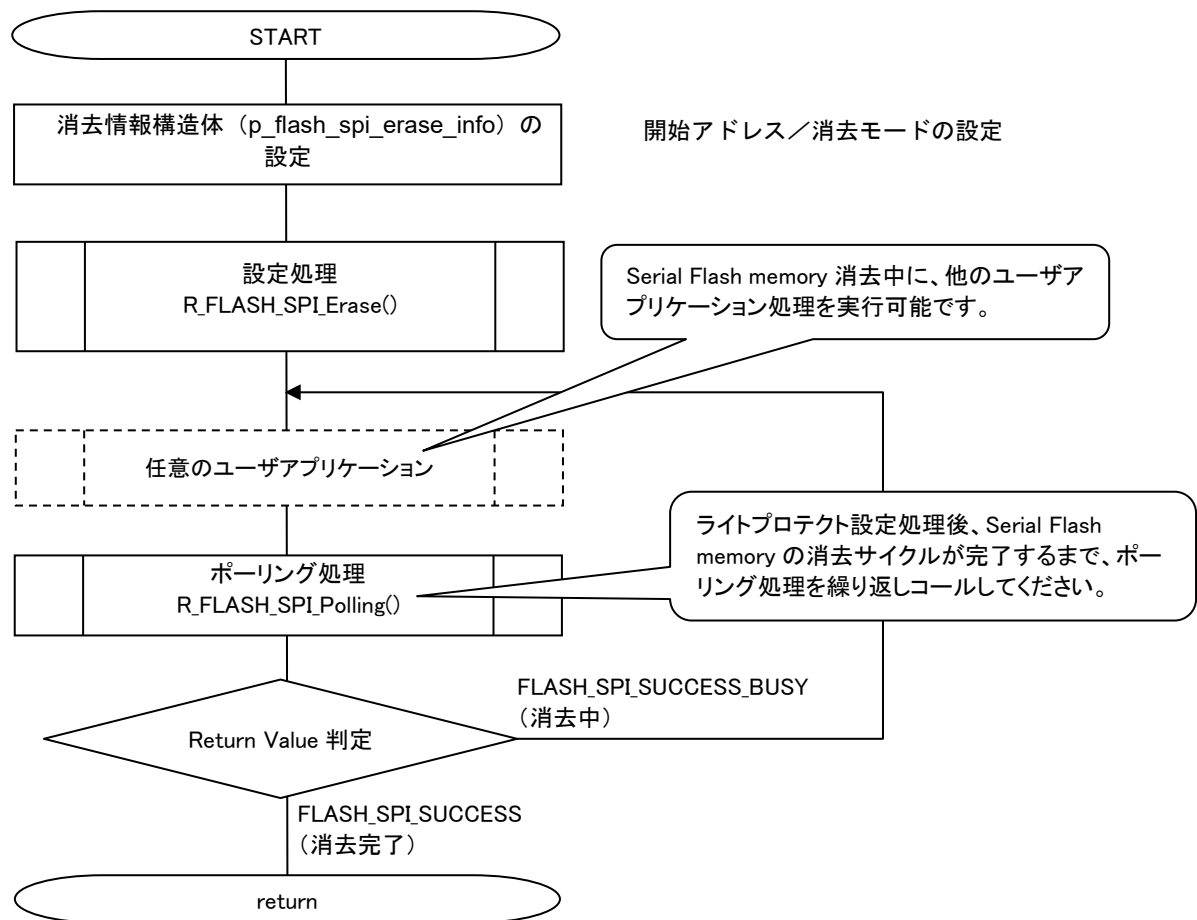 START
消去情報構造体（p_flash_spi_erase_info）の
設定
開始アドレス／消去モードの設定
設定処理
R_FLASH_SPI_Erase()
Serial Flash memory 消去中に、他のユーザア
プリケーション処理を実行可能です。
任意のユーザアプリケーション
ライトプロテクト設定処理後、Serial Flash
memory の消去サイクルが完了するまで、ポー
リング処理を繰り返しコールしてください。
ポーリング処理
R_FLASH_SPI_Polling()
FLASH_SPI_SUCCESS_BUSY
（消去中）
Return Value 判定
FLASH_SPI_SUCCESS
（消去完了）
return